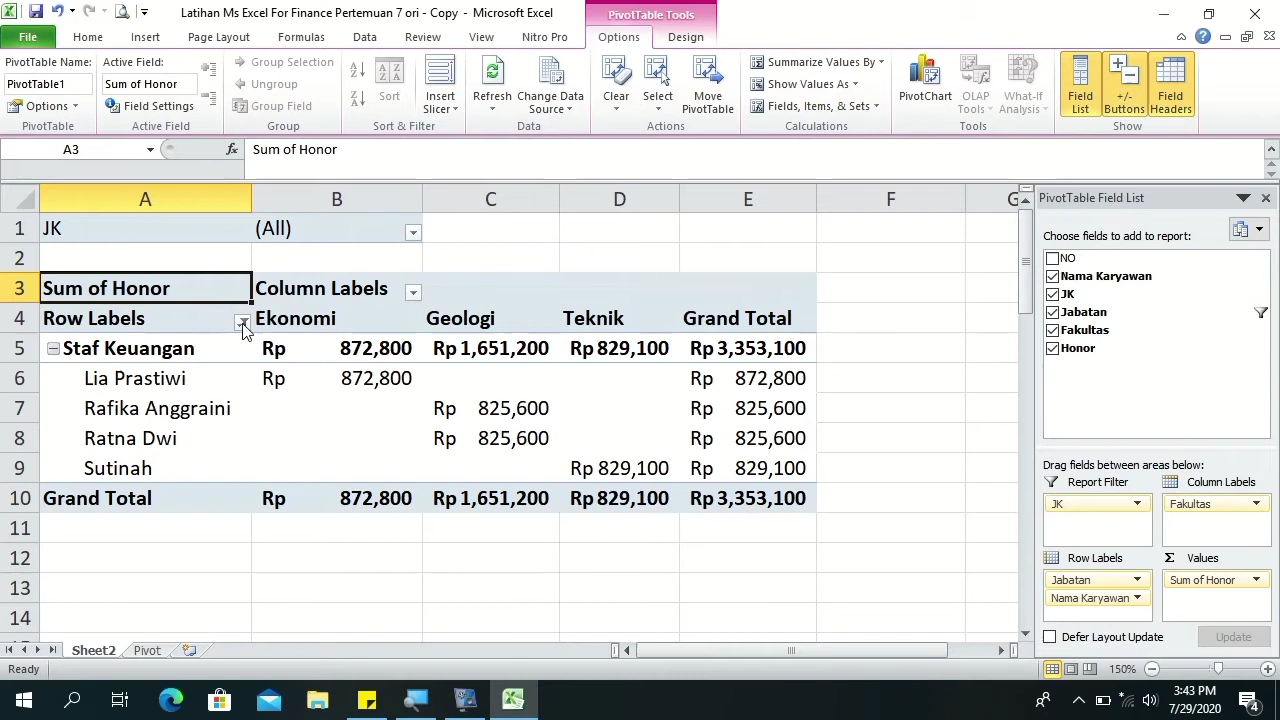 Latihan Ms Excel For Finance Pertemuan 7 ori - Copy - Microsoft Excel
PivotTable Tools
File Home Insert Page Layout Formulas Data Review View Nitro Pro Options Design
PivotTable Name:
PivotTable1
Options
PivotTable
Active Field:
Sum of Honor
Field Settings
Active Field
Group Selection
Ungroup
Group Field
Group
Sort
Insert
Slicer
Sort & Filter
Refresh
Change Data
Source
Data
Clear
Select
Move
PivotTable
Actions
Summarize Values By
Show Values As
Fields, Items, & Sets
Calculations
PivotChart
OLAP
Tools
What-If
Analysis
Tools
Field
List
+/-
Buttons
Field
Headers
Show
A3 fx Sum of Honor
A B C D E F G
1 JK (All)
2
3 Sum of Honor Column Labels
4 Row Labels Ekonomi Geologi Teknik Grand Total
5 Staf Keuangan Rp 872,800 Rp 1,651,200 Rp 829,100 Rp 3,353,100
6 Lia Prastiwi Rp 872,800 Rp 872,800
7 Rafika Anggraini Rp 825,600 Rp 825,600
8 Ratna Dwi Rp 825,600 Rp 825,600
9 Sutinah Rp 829,100 Rp 829,100
10 Grand Total Rp 872,800 Rp 1,651,200 Rp 829,100 Rp 3,353,100
11
12
13
14
PivotTable Field List
Choose fields to add to report:
NO
Nama Karyawan
JK
Jabatan
Fakultas
Honor
Drag fields between areas below:
Report Filter
JK
Column Labels
Fakultas
Row Labels
Jabatan
Nama Karyawan
Σ Values
Sum of Honor
Defer Layout Update Update
Sheet2 Pivot
Ready 150%
3:43 PM
7/29/2020
4